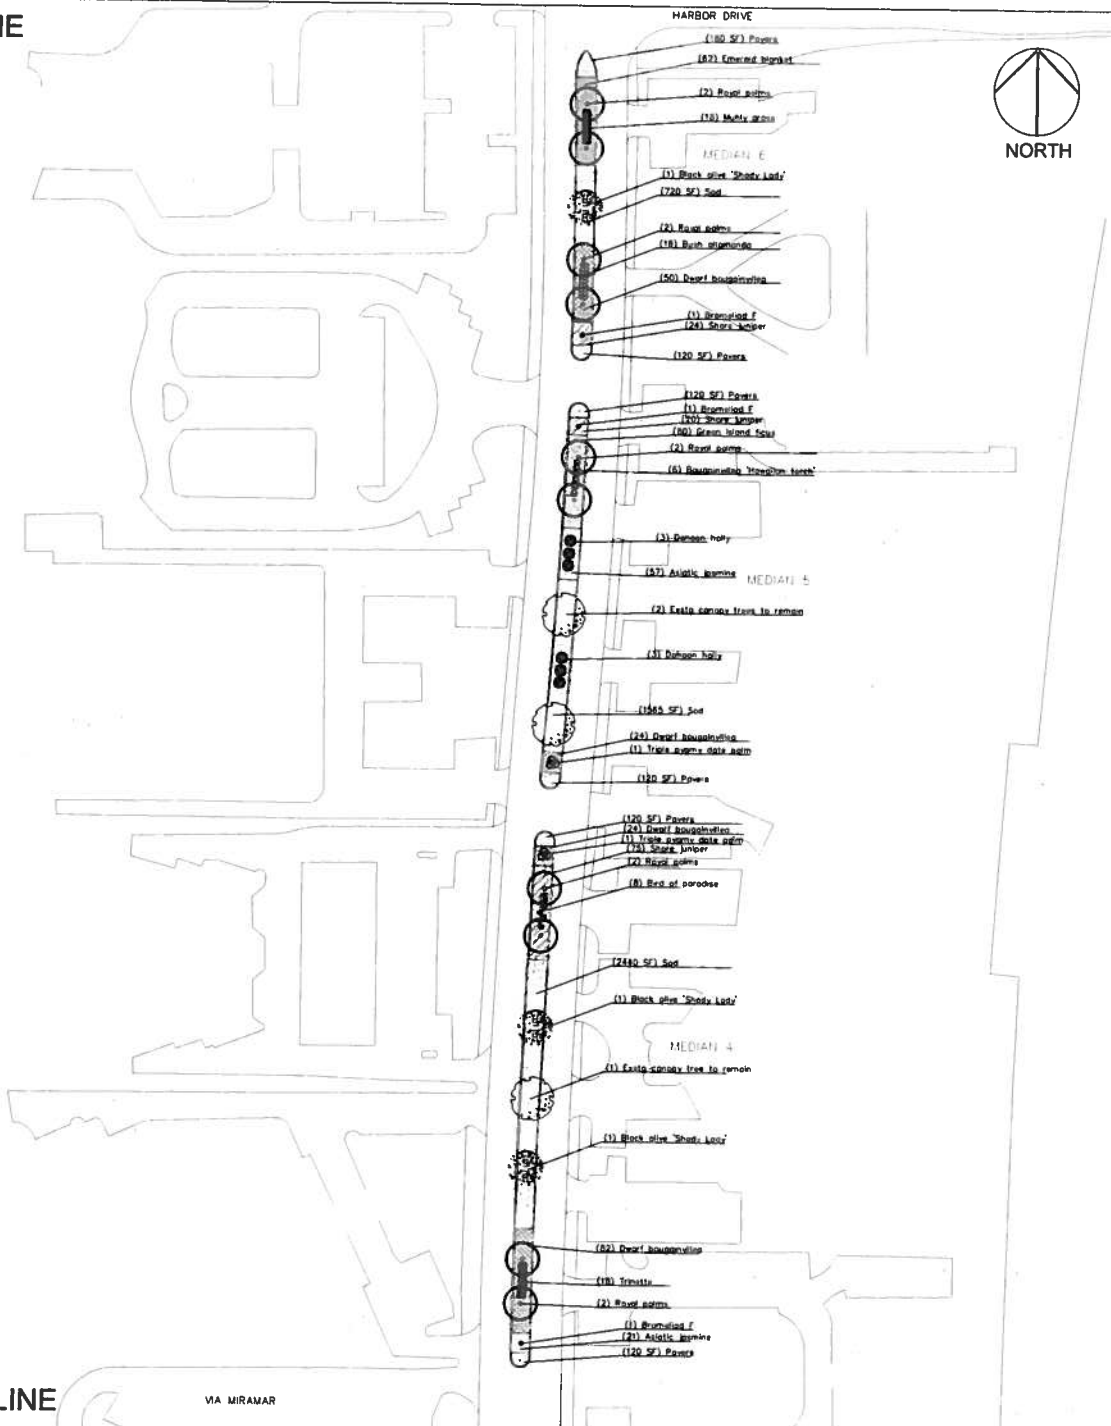 NE
HARBOR DRIVE
(180 SF) Pavers
(82) Emerald blanket
(2) Royal palms
NORTH
(15) Muhly grass
MEDIAN 6
(1) Black olive 'Shady Lady'
(720 SF) Sod
(2) Royal palms
(18) Bush allamanda
(50) Dwarf bougainvillea
(1) Bromeliad F
(24) Shore juniper
(120 SF) Pavers
(120 SF) Pavers
(1) Bromeliad F
(20) Shore juniper
(80) Green island ficus
(2) Royal palms
(6) Bougainvillea 'Hawaiian torch'
(3) Dahoon holly
(57) Asiatic jasmine
MEDIAN 5
(2) Exstg canopy trees to remain
(3) Dahoon holly
(1565 SF) Sod
(24) Dwarf bougainvillea
(1) Triple pygmy date palm
(120 SF) Pavers
(120 SF) Pavers
(24) Dwarf bougainvillea
(1) Triple pygmy date palm
(75) Shore juniper
(2) Royal palms
(8) Bird of paradise
(2440 SF) Sod
(1) Black olive 'Shady Lady'
MEDIAN 4
(1) Exstg canopy tree to remain
(1) Black olive 'Shady Lady'
(82) Dwarf bougainvillea
(18) Trinette
(2) Royal palms
(1) Bromeliad F
(21) Asiatic jasmine
(120 SF) Pavers
LINE
VIA MIRAMAR